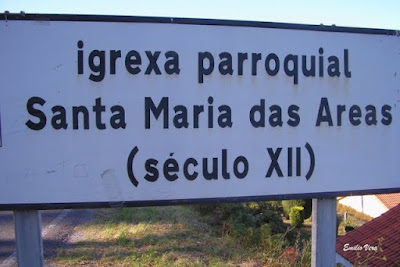 igrexa parroquial
Santa Maria das Areas
(século XII)
Emilio Vera